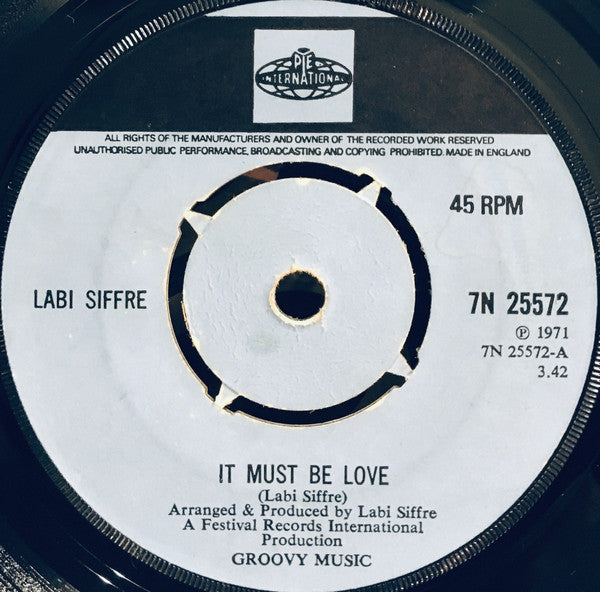 PYE
INTERNATIONAL
ALL RIGHTS OF THE MANUFACTURERS AND OWNER OF THE RECORDED WORK RESERVED
UNAUTHORISED PUBLIC PERFORMANCE, BROADCASTING AND COPYING PROHIBITED. MADE IN ENGLAND
45 RPM
LABI SIFFRE
7N 25572
℗ 1971
7N 25572-A
3.42
IT MUST BE LOVE
(Labi Siffre)
Arranged & Produced by Labi Siffre
A Festival Records International
Production
GROOVY MUSIC